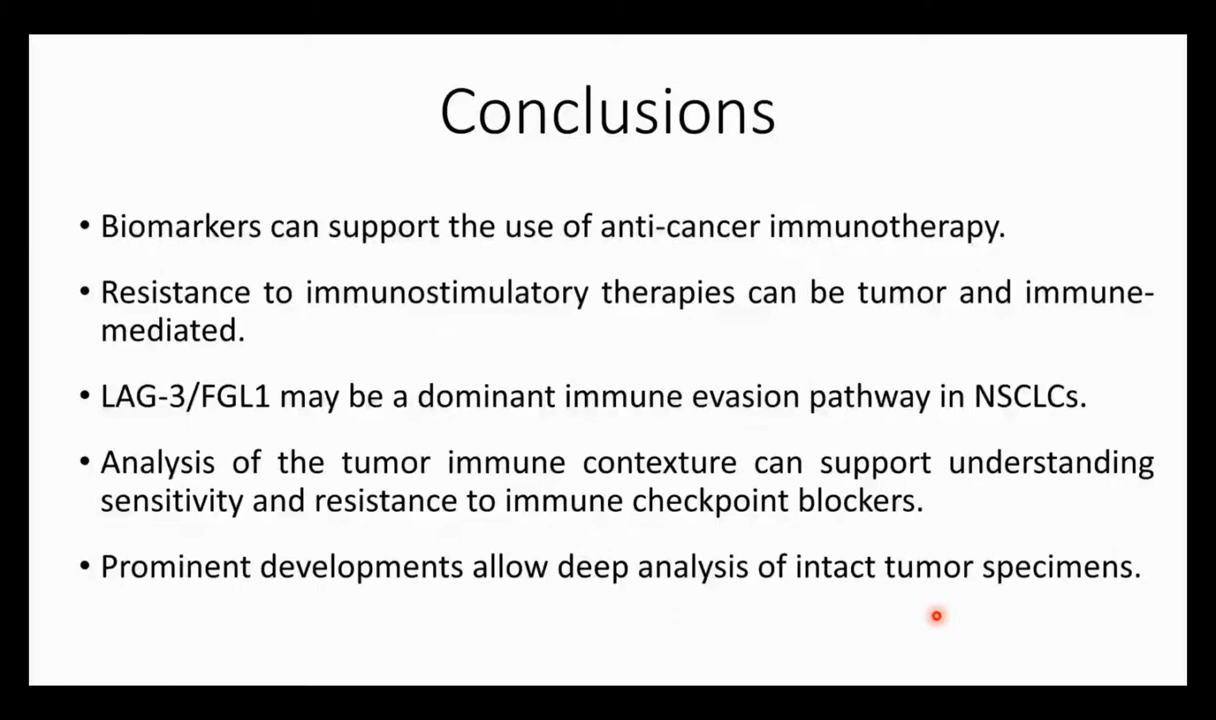 Conclusions
• Biomarkers can support the use of anti-cancer immunotherapy.
• Resistance to immunostimulatory therapies can be tumor and immune-
mediated.
• LAG-3/FGL1 may be a dominant immune evasion pathway in NSCLCs.
• Analysis of the tumor immune contexture can support understanding
sensitivity and resistance to immune checkpoint blockers.
• Prominent developments allow deep analysis of intact tumor specimens.